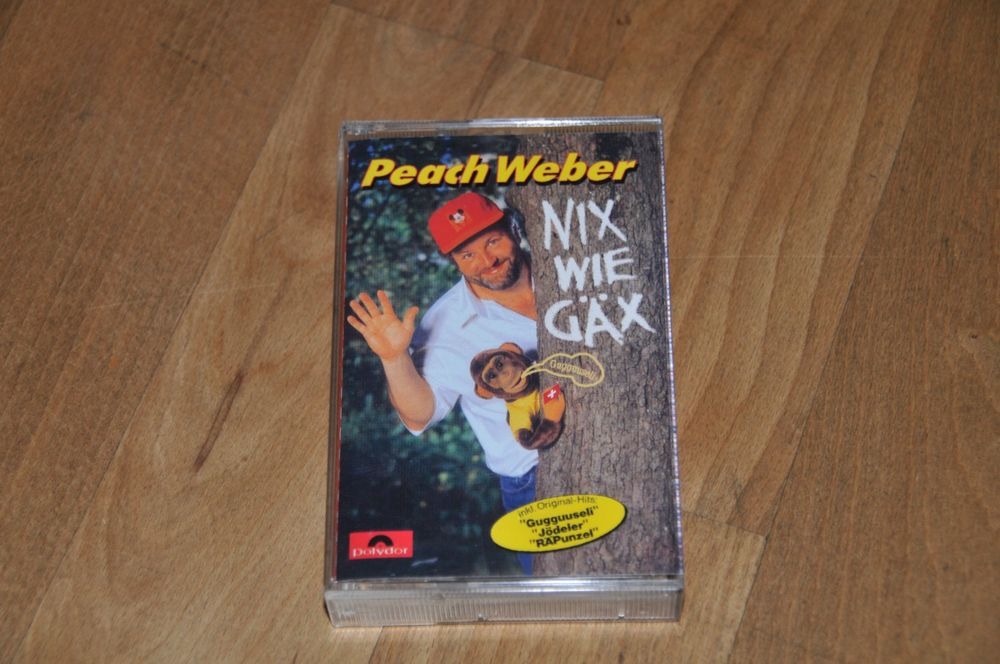 Peach Weber
NIX
WIE
GÄX
Gugguuseli
inkl. Original-Hits:
"Gugguuseli"
"Jödeler"
"RAPunzel"
polydor